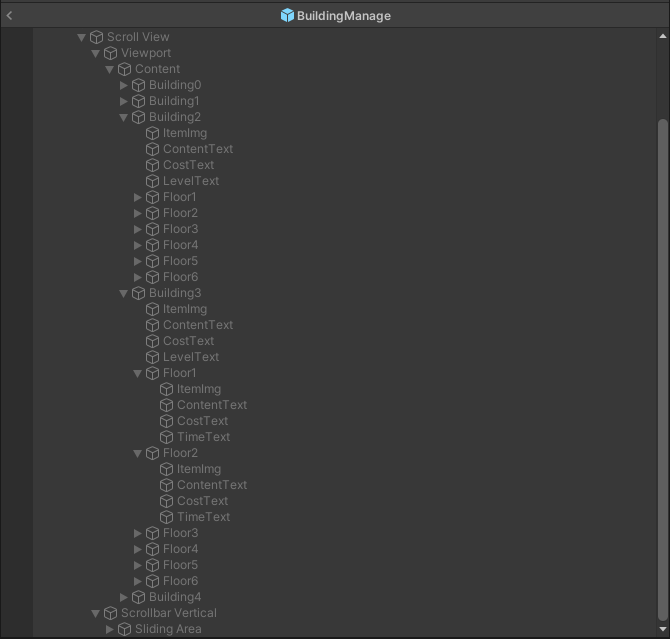 BuildingManage
Scroll View
Viewport
Content
Building0
Building1
Building2
ItemImg
ContentText
CostText
LevelText
Floor1
Floor2
Floor3
Floor4
Floor5
Floor6
Building3
ItemImg
ContentText
CostText
LevelText
Floor1
ItemImg
ContentText
CostText
TimeText
Floor2
ItemImg
ContentText
CostText
TimeText
Floor3
Floor4
Floor5
Floor6
Building4
Scrollbar Vertical
Sliding Area